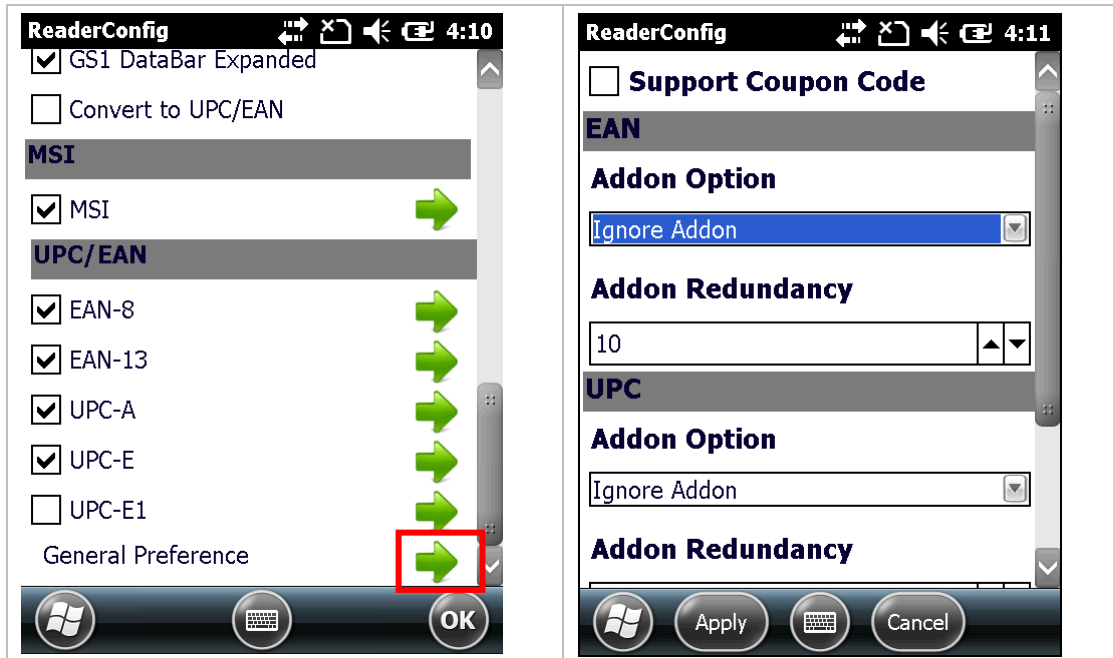 ReaderConfig 4:10
GS1 DataBar Expanded
Convert to UPC/EAN
MSI
MSI
UPC/EAN
EAN-8
EAN-13
UPC-A
UPC-E
UPC-E1
General Preference
OK
ReaderConfig 4:11
Support Coupon Code
EAN
Addon Option
Ignore Addon
Addon Redundancy
10
UPC
Addon Option
Ignore Addon
Addon Redundancy
Apply Cancel